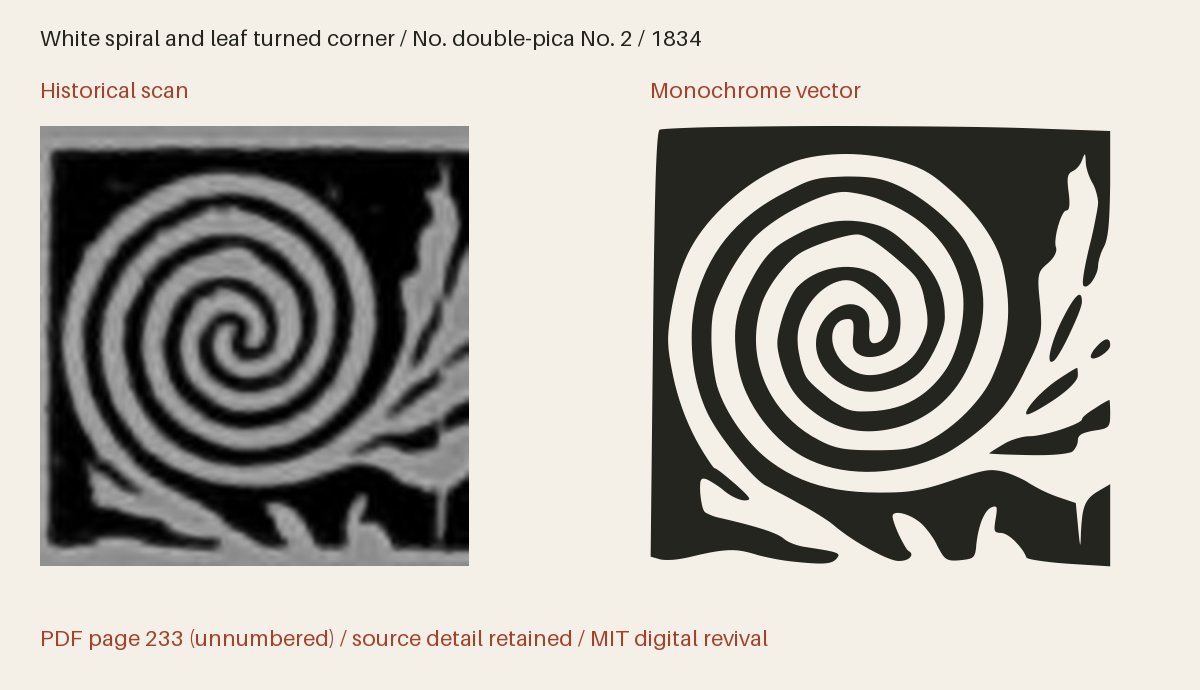 White spiral and leaf turned corner / No. double-pica No. 2 / 1834
Historical scan
Monochrome vector
PDF page 233 (unnumbered) / source detail retained / MIT digital revival